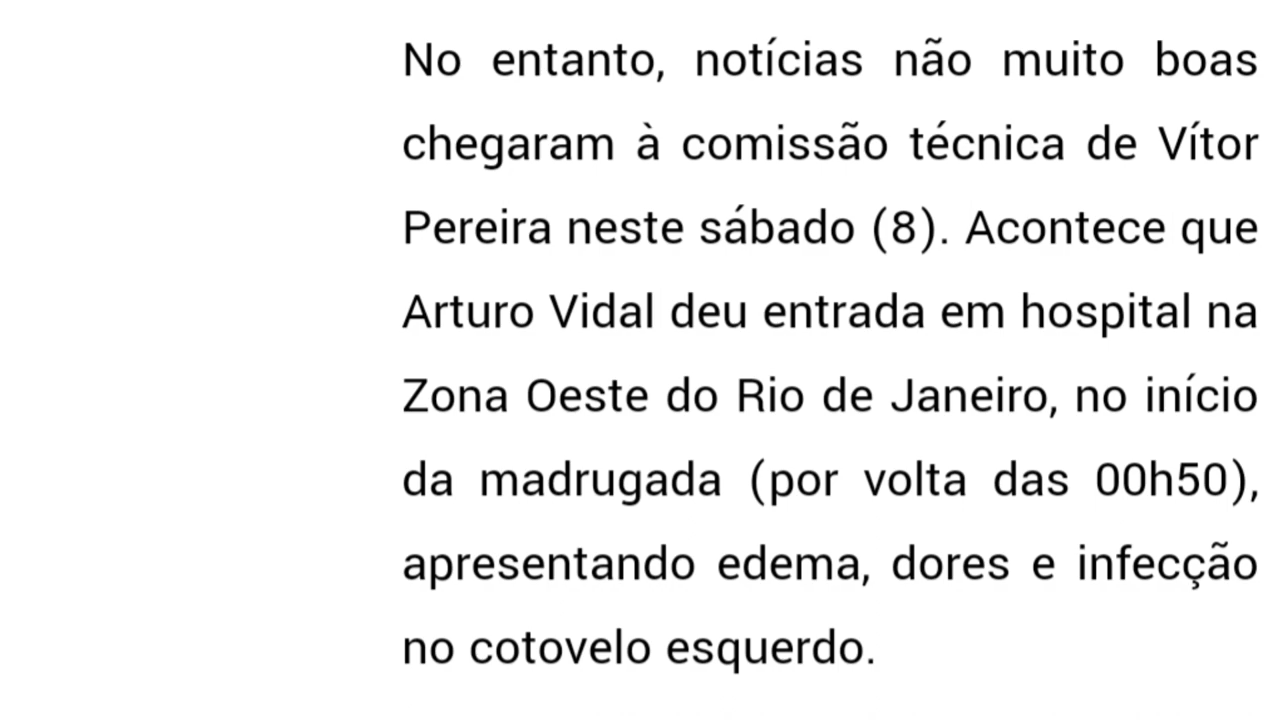 No entanto, notícias não muito boas
chegaram à comissão técnica de Vítor
Pereira neste sábado (8). Acontece que
Arturo Vidal deu entrada em hospital na
Zona Oeste do Rio de Janeiro, no início
da madrugada (por volta das 00h50),
apresentando edema, dores e infecção
no cotovelo esquerdo.